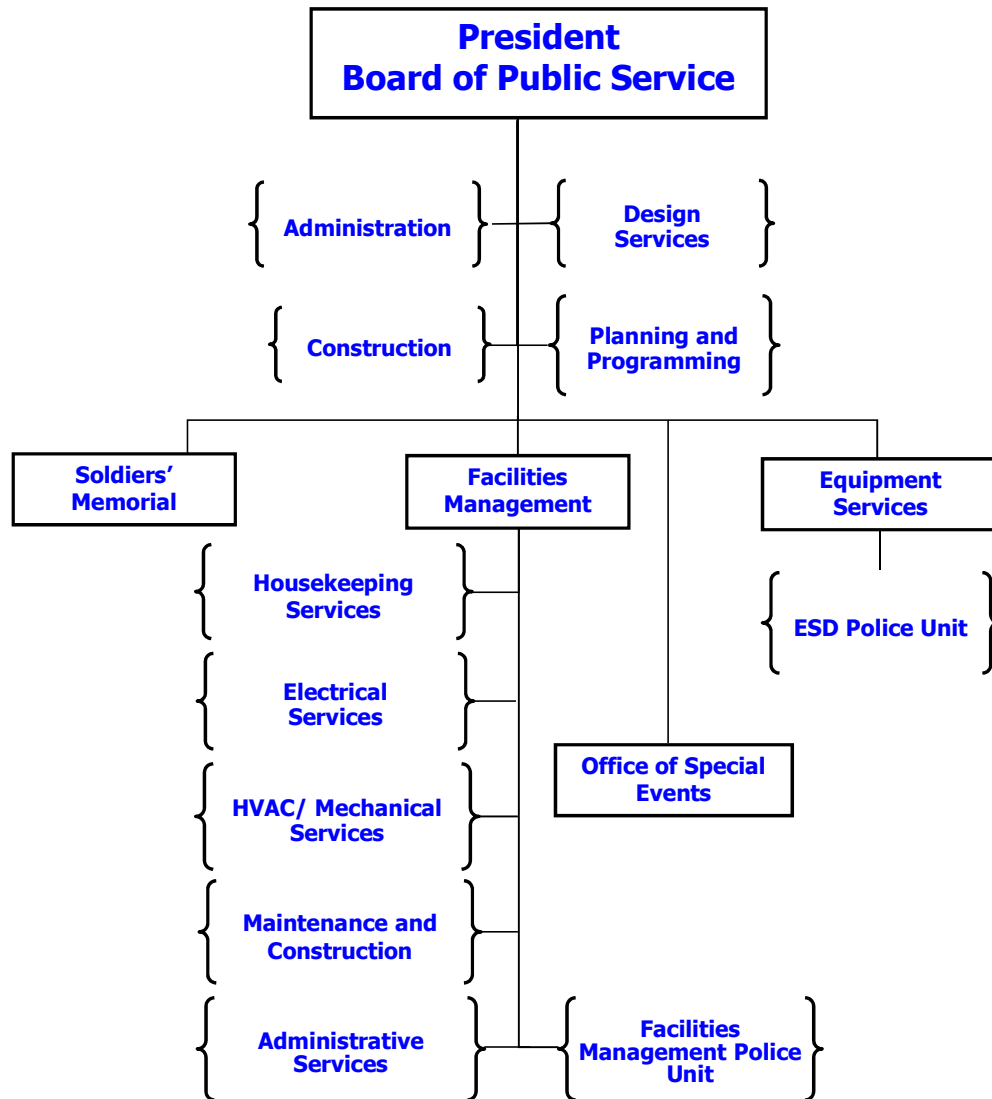 President
Board of Public Service
Administration
Design
Services
Construction
Planning and
Programming
Soldiers’
Memorial
Facilities
Management
Equipment
Services
Housekeeping
Services
ESD Police Unit
Electrical
Services
Office of Special
Events
HVAC/ Mechanical
Services
Maintenance and
Construction
Administrative
Services
Facilities
Management Police
Unit